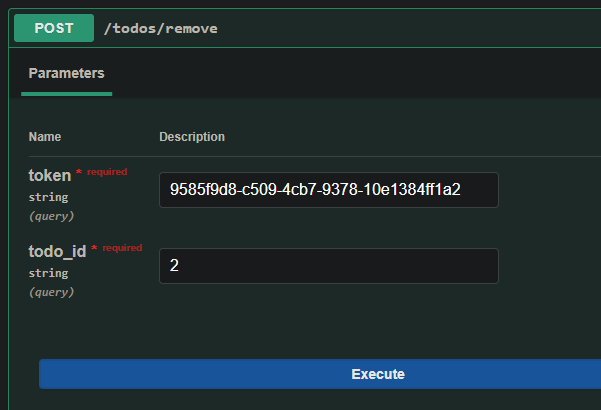 POST /todos/remove
Parameters
Name Description
token * required
string
(query)
9585f9d8-c509-4cb7-9378-10e1384ff1a2
todo_id * required
string
(query)
2
Execute